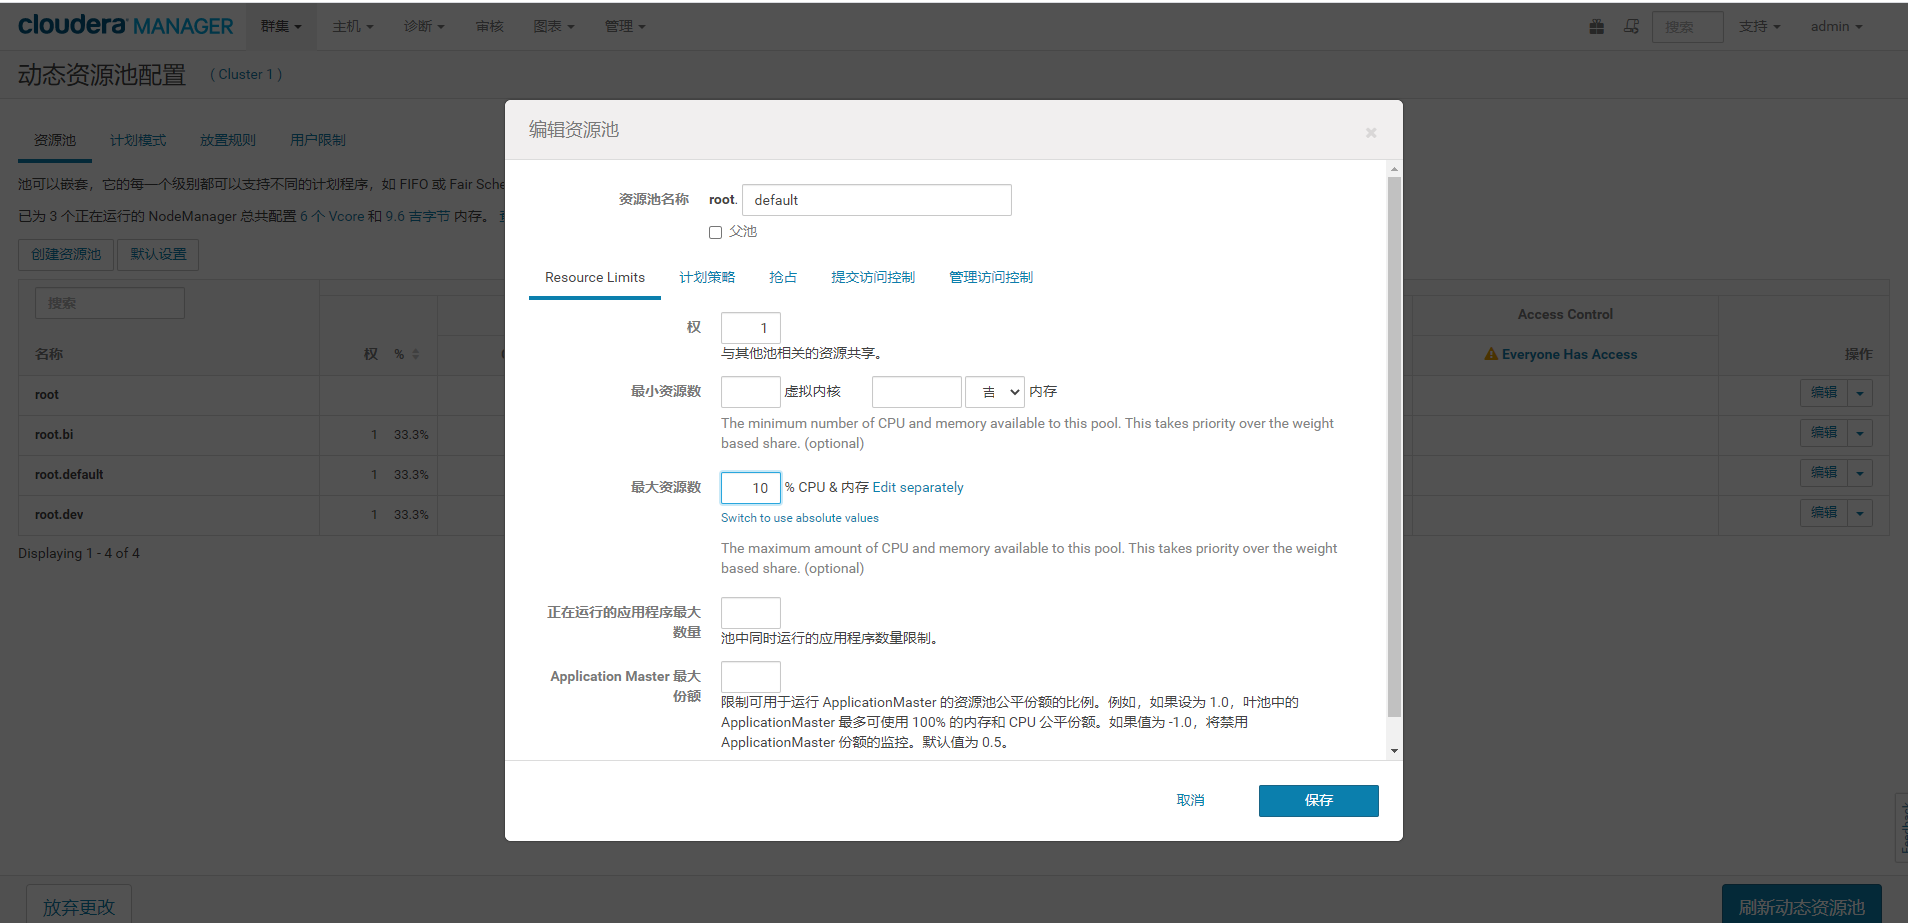 cloudera MANAGER 群集 主机 诊断 审核 图表 管理 搜索 支持 admin
动态资源池配置 ( Cluster 1 )
资源池 计划模式 放置规则 用户限制
池可以嵌套，它的每一个级别都可以支持不同的计划程序，如 FIFO 或 Fair Sche
已为 3 个正在运行的 NodeManager 总共配置 6 个 Vcore 和 9.6 吉字节 内存。
创建资源池 默认设置
搜索
名称 权 %
Access Control
Everyone Has Access
操作
root 编辑
root.bi 1 33.3% 编辑
root.default 1 33.3% 编辑
root.dev 1 33.3% 编辑
Displaying 1 - 4 of 4
编辑资源池 ×
资源池名称 root. default
父池
Resource Limits 计划策略 抢占 提交访问控制 管理访问控制
权 1
与其他池相关的资源共享。
最小资源数 虚拟内核 吉 内存
The minimum number of CPU and memory available to this pool. This takes priority over the weight
based share. (optional)
最大资源数 10 % CPU & 内存 Edit separately
Switch to use absolute values
The maximum amount of CPU and memory available to this pool. This takes priority over the weight
based share. (optional)
正在运行的应用程序最大
数量
池中同时运行的应用程序数量限制。
Application Master 最大
份额
限制可用于运行 ApplicationMaster 的资源池公平份额的比例。例如，如果设为 1.0，叶池中的
ApplicationMaster 最多可使用 100% 的内存和 CPU 公平份额。如果值为 -1.0，将禁用
ApplicationMaster 份额的监控。默认值为 0.5。
取消 保存
Feedback
放弃更改 刷新动态资源池